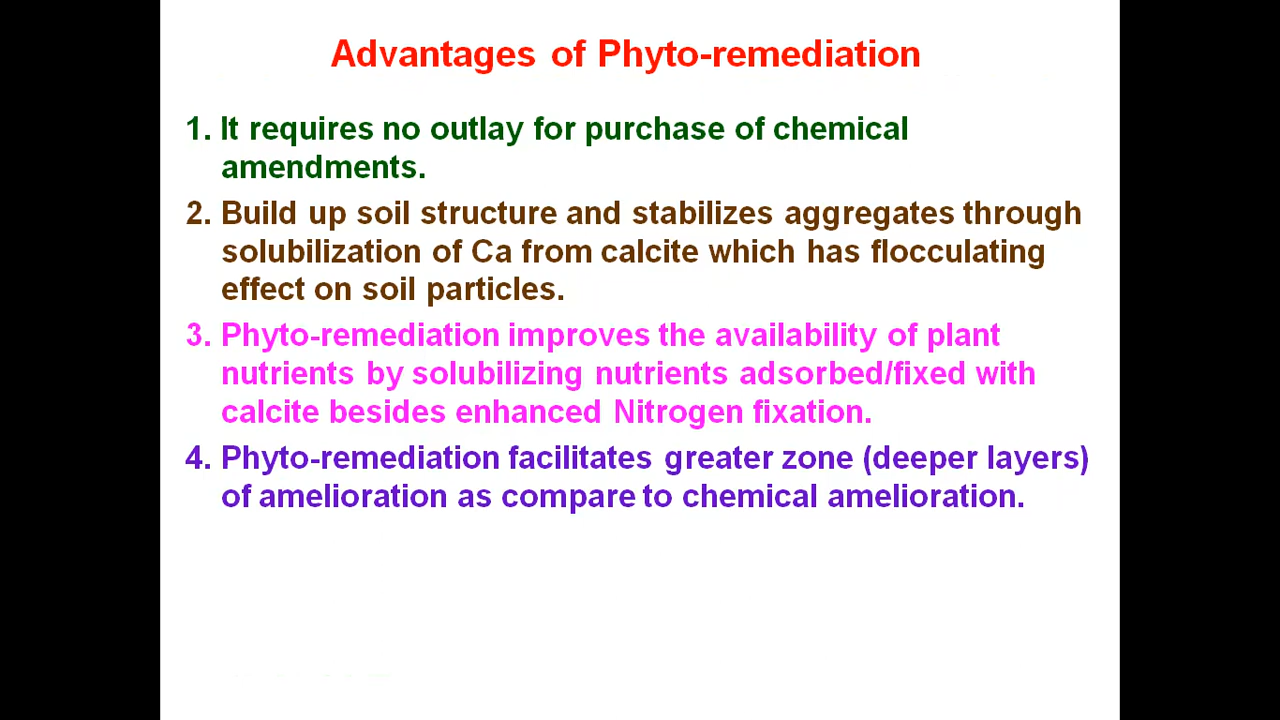 Advantages of Phyto-remediation
1. It requires no outlay for purchase of chemical
amendments.
2. Build up soil structure and stabilizes aggregates through
solubilization of Ca from calcite which has flocculating
effect on soil particles.
3. Phyto-remediation improves the availability of plant
nutrients by solubilizing nutrients adsorbed/fixed with
calcite besides enhanced Nitrogen fixation.
4. Phyto-remediation facilitates greater zone (deeper layers)
of amelioration as compare to chemical amelioration.